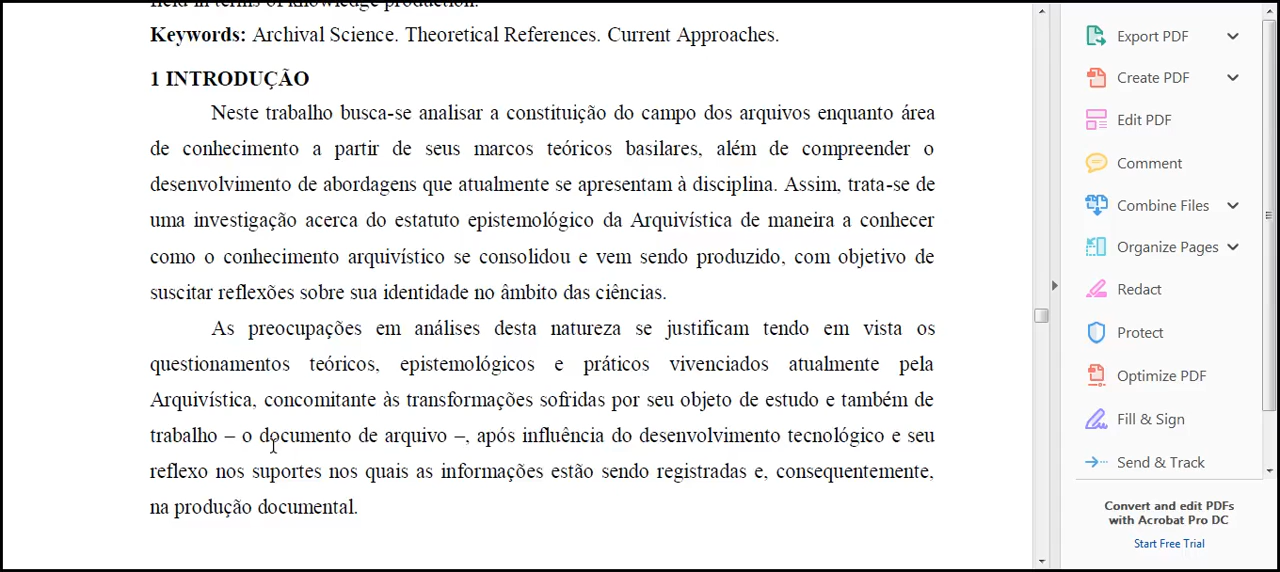 Keywords: Archival Science. Theoretical References. Current Approaches.
1 INTRODUÇÃO
Neste trabalho busca-se analisar a constituição do campo dos arquivos enquanto área
de conhecimento a partir de seus marcos teóricos basilares, além de compreender o
desenvolvimento de abordagens que atualmente se apresentam à disciplina. Assim, trata-se de
uma investigação acerca do estatuto epistemológico da Arquivística de maneira a conhecer
como o conhecimento arquivístico se consolidou e vem sendo produzido, com objetivo de
suscitar reflexões sobre sua identidade no âmbito das ciências.
As preocupações em análises desta natureza se justificam tendo em vista os
questionamentos teóricos, epistemológicos e práticos vivenciados atualmente pela
Arquivística, concomitante às transformações sofridas por seu objeto de estudo e também de
trabalho – o documento de arquivo –, após influência do desenvolvimento tecnológico e seu
reflexo nos suportes nos quais as informações estão sendo registradas e, consequentemente,
na produção documental.
Export PDF
Create PDF
Edit PDF
Comment
Combine Files
Organize Pages
Redact
Protect
Optimize PDF
Fill & Sign
Send & Track
Convert and edit PDFs
with Acrobat Pro DC
Start Free Trial